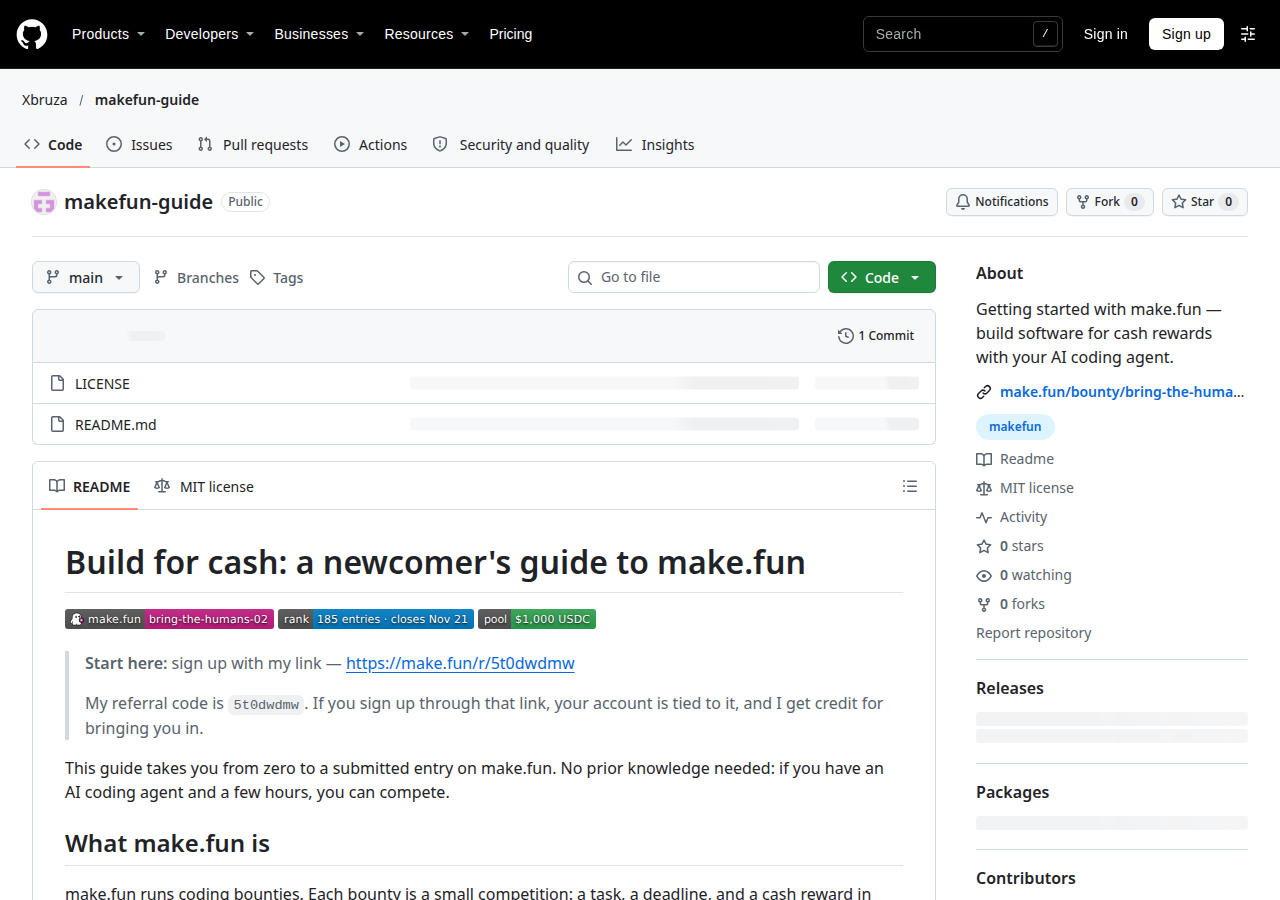 Products Developers Businesses Resources Pricing Search / Sign in Sign up
Xbruza / makefun-guide
Code Issues Pull requests Actions Security and quality Insights
makefun-guide Public Notifications Fork 0 Star 0
main Branches Tags Go to file Code
1 Commit
LICENSE
README.md
README MIT license
Build for cash: a newcomer's guide to make.fun
make.fun bring-the-humans-02 rank 185 entries · closes Nov 21 pool $1,000 USDC
Start here: sign up with my link — https://make.fun/r/5t0dwdmw
My referral code is 5t0dwdmw. If you sign up through that link, your account is tied to it, and I get credit for
bringing you in.
This guide takes you from zero to a submitted entry on make.fun. No prior knowledge needed: if you have an
AI coding agent and a few hours, you can compete.
What make.fun is
make.fun runs coding bounties. Each bounty is a small competition: a task, a deadline, and a cash reward in
About
Getting started with make.fun —
build software for cash rewards
with your AI coding agent.
make.fun/bounty/bring-the-huma...
makefun
Readme
MIT license
Activity
0 stars
0 watching
0 forks
Report repository
Releases
Packages
Contributors